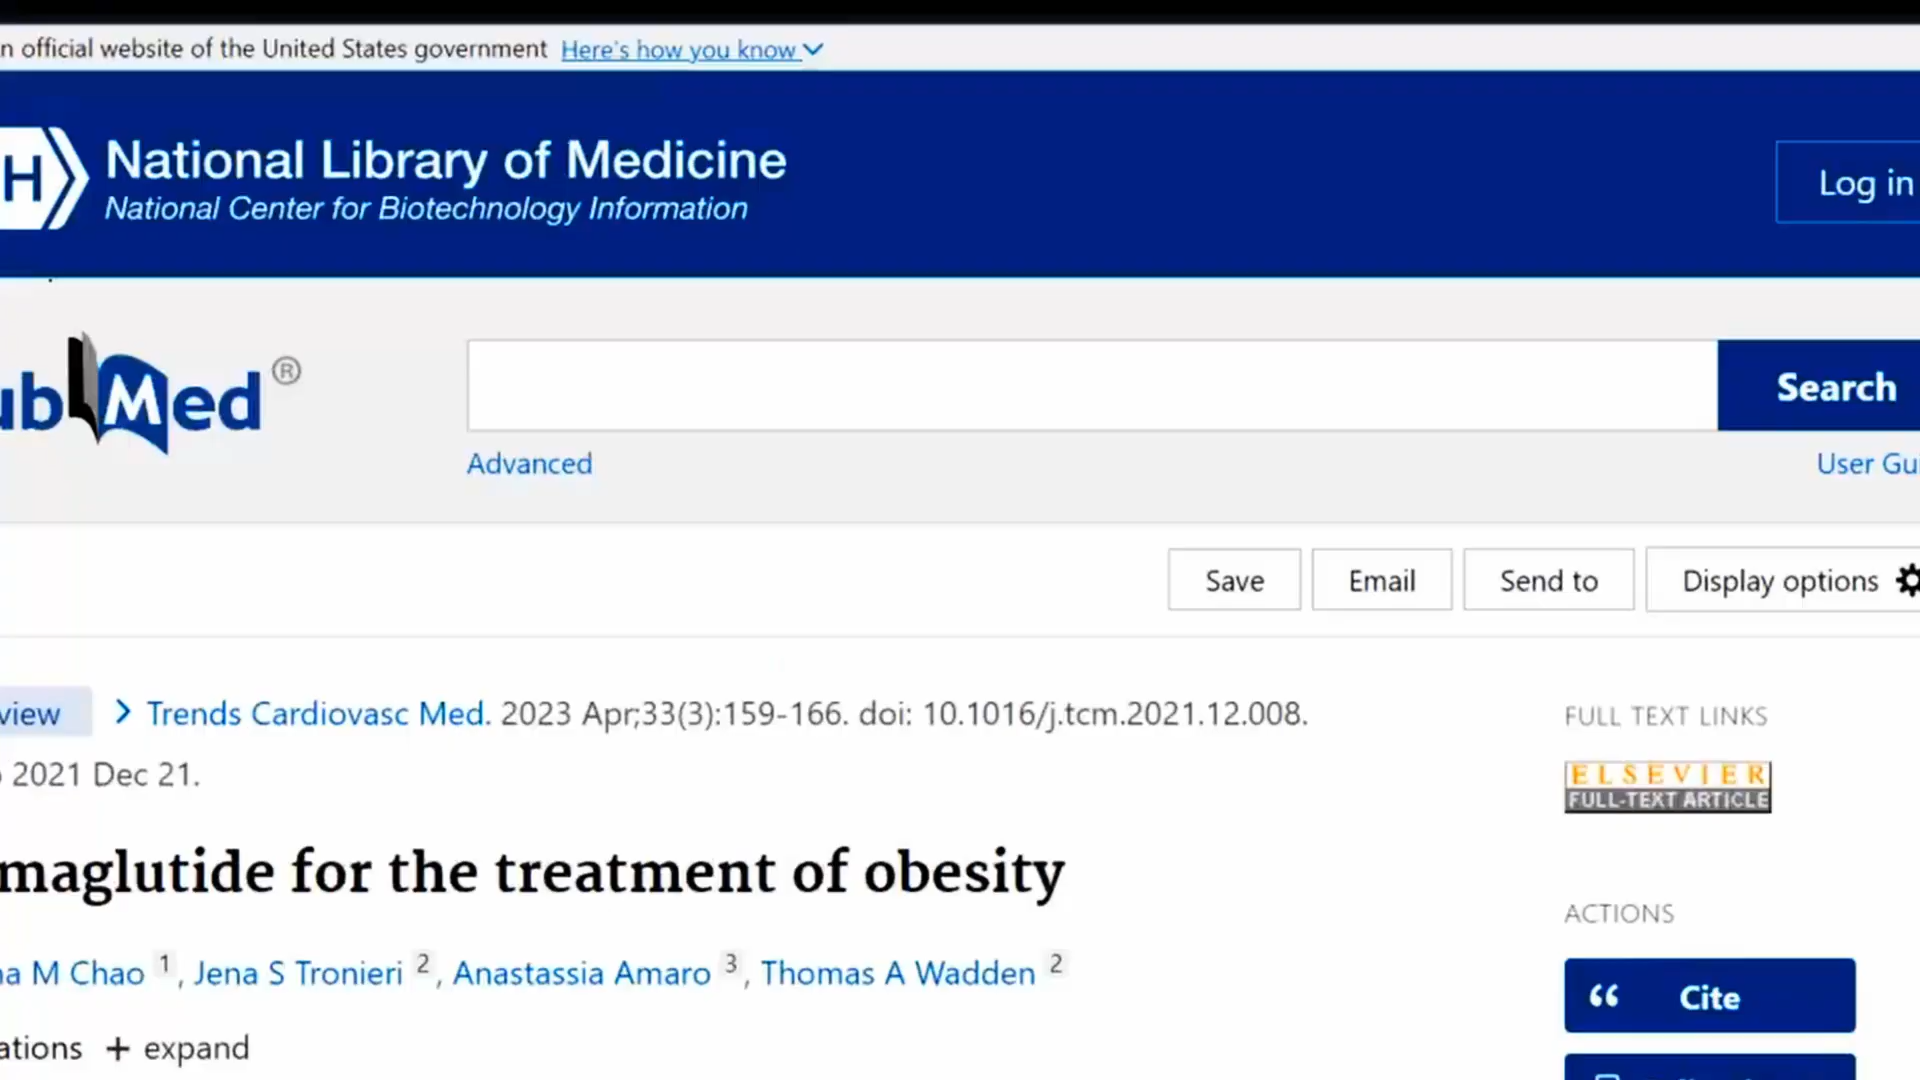 n official website of the United States government Here's how you know
H National Library of Medicine
National Center for Biotechnology Information
Log in
ubMed ®
Search
Advanced
User Gui
Save Email Send to Display options
view Trends Cardiovasc Med. 2023 Apr;33(3):159-166. doi: 10.1016/j.tcm.2021.12.008.
2021 Dec 21.
FULL TEXT LINKS
ELSEVIER
FULL-TEXT ARTICLE
maglutide for the treatment of obesity
na M Chao 1, Jena S Tronieri 2, Anastassia Amaro 3, Thomas A Wadden 2
ations + expand
ACTIONS
Cite